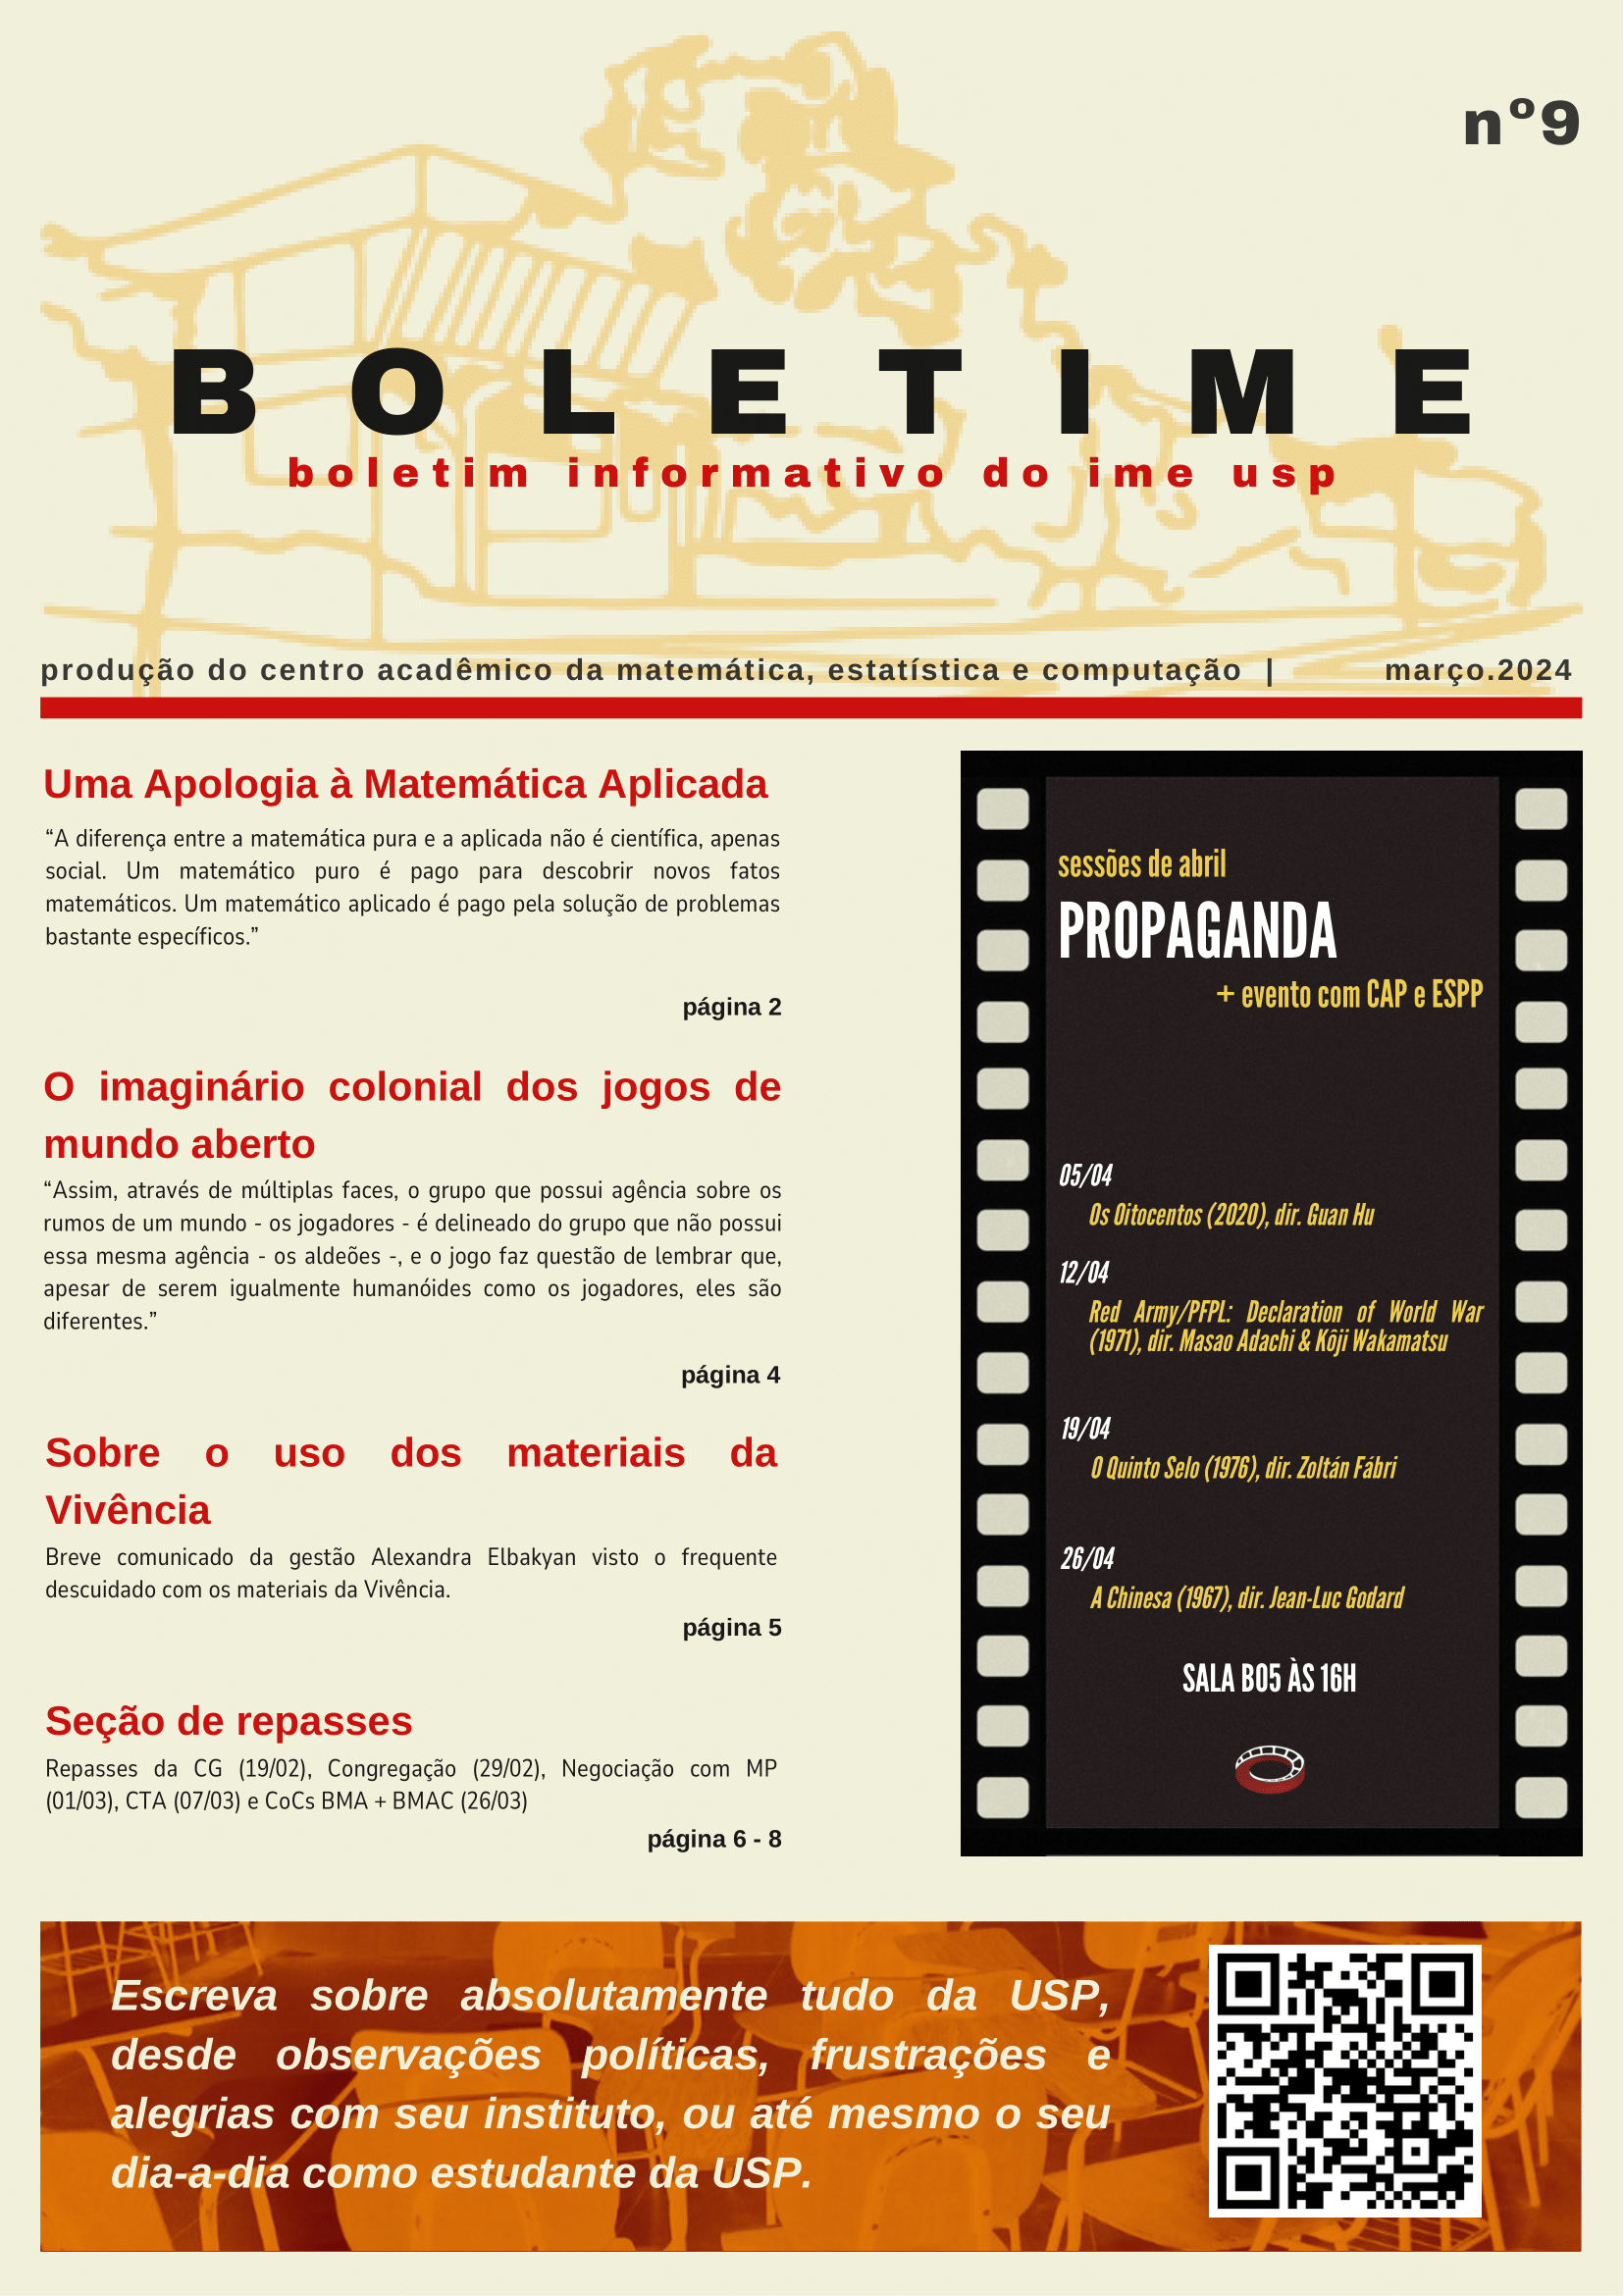 nº9
BOLETIME
boletim informativo do ime usp
produção do centro acadêmico da matemática, estatística e computação | março.2024
Uma Apologia à Matemática Aplicada
“A diferença entre a matemática pura e a aplicada não é científica, apenas
social. Um matemático puro é pago para descobrir novos fatos
matemáticos. Um matemático aplicado é pago pela solução de problemas
bastante específicos.”
página 2
O imaginário colonial dos jogos de
mundo aberto
“Assim, através de múltiplas faces, o grupo que possui agência sobre os
rumos de um mundo - os jogadores - é delineado do grupo que não possui
essa mesma agência - os aldeões -, e o jogo faz questão de lembrar que,
apesar de serem igualmente humanóides como os jogadores, eles são
diferentes.”
página 4
Sobre o uso dos materiais da
Vivência
Breve comunicado da gestão Alexandra Elbakyan visto o frequente
descuidado com os materiais da Vivência.
página 5
Seção de repasses
Repasses da CG (19/02), Congregação (29/02), Negociação com MP
(01/03), CTA (07/03) e CoCs BMA + BMAC (26/03)
página 6 - 8
sessões de abril
PROPAGANDA
+ evento com CAP e ESPP
05/04
Os Oitocentos (2020), dir. Guan Hu
12/04
Red Army/PFPL: Declaration of World War
(1971), dir. Masao Adachi & Kôji Wakamatsu
19/04
O Quinto Selo (1976), dir. Zoltán Fábri
26/04
A Chinesa (1967), dir. Jean-Luc Godard
SALA B05 ÀS 16H
Escreva sobre absolutamente tudo da USP,
desde observações políticas, frustrações e
alegrias com seu instituto, ou até mesmo o seu
dia-a-dia como estudante da USP.